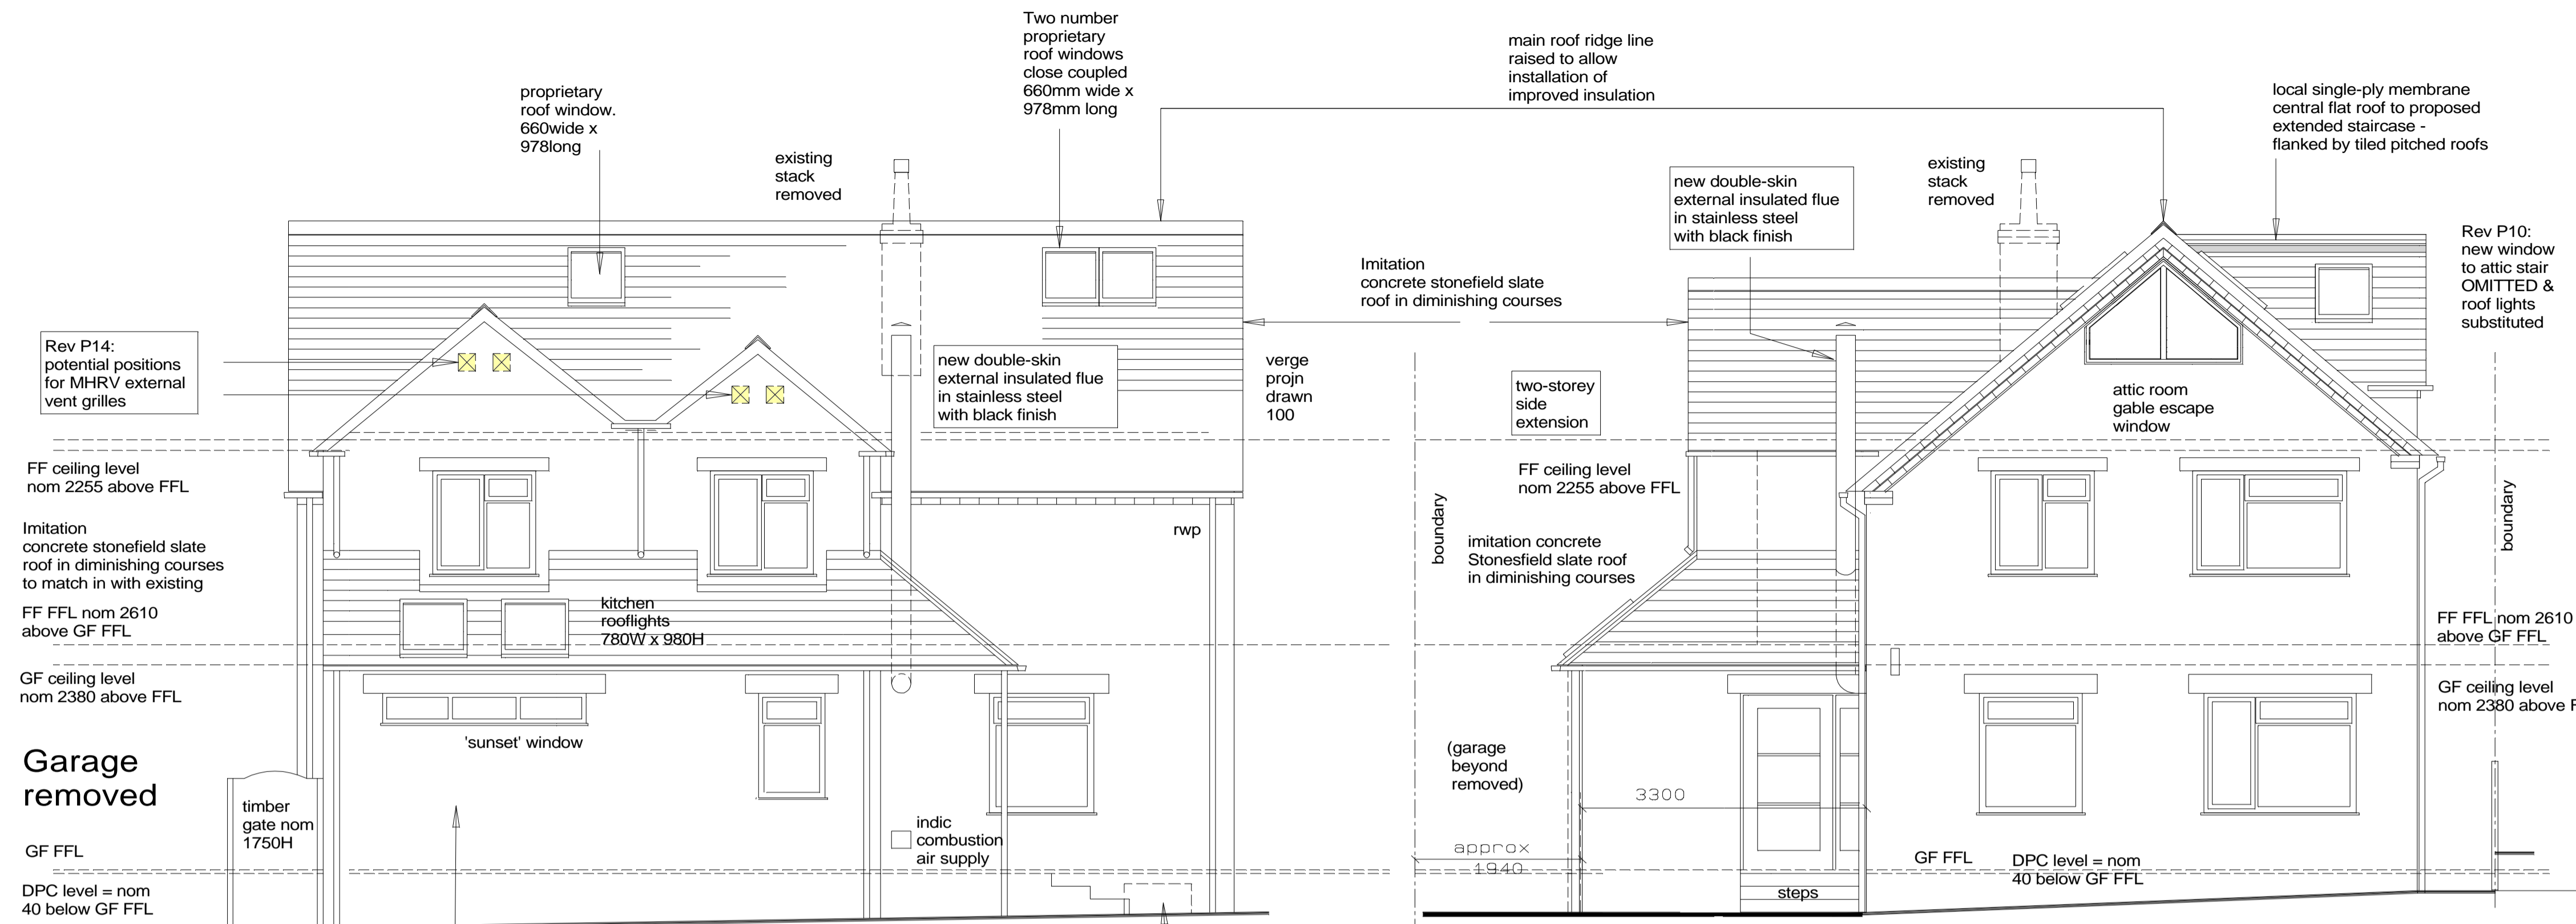 Two number
proprietary
roof windows
close coupled
660mm wide x
978mm long
main roof ridge line
raised to allow
installation of
improved insulation
proprietary
roof window.
660wide x
978long
local single-ply membrane
central flat roof to proposed
extended staircase -
flanked by tiled pitched roofs
existing
stack
removed
existing
stack
removed
new double-skin
external insulated flue
in stainless steel
with black finish
Rev P10:
new window
to attic stair
OMITTED &
roof lights
substituted
Imitation
concrete stonefield slate
roof in diminishing courses
Rev P14:
potential positions
for MHRV external
vent grilles
new double-skin
external insulated flue
in stainless steel
with black finish
verge
projn
drawn
100
two-storey
side
extension
attic room
gable escape
window
FF ceiling level
nom 2255 above FFL
FF ceiling level
nom 2255 above FFL
boundary
boundary
Imitation
concrete stonefield slate
roof in diminishing courses
to match in with existing
rwp
imitation concrete
Stonesfield slate roof
in diminishing courses
FF FFL nom 2610
above GF FFL
kitchen
rooflights
780W x 980H
FF FFL nom 2610
above GF FFL
GF ceiling level
nom 2380 above FFL
GF ceiling level
nom 2380 above F
'sunset' window
Garage
removed
(garage
beyond
removed)
3300
timber
gate nom
1750H
indic
combustion
air supply
approx
1940
GF FFL
GF FFL
DPC level = nom
40 below GF FFL
DPC level = nom
40 below GF FFL
steps